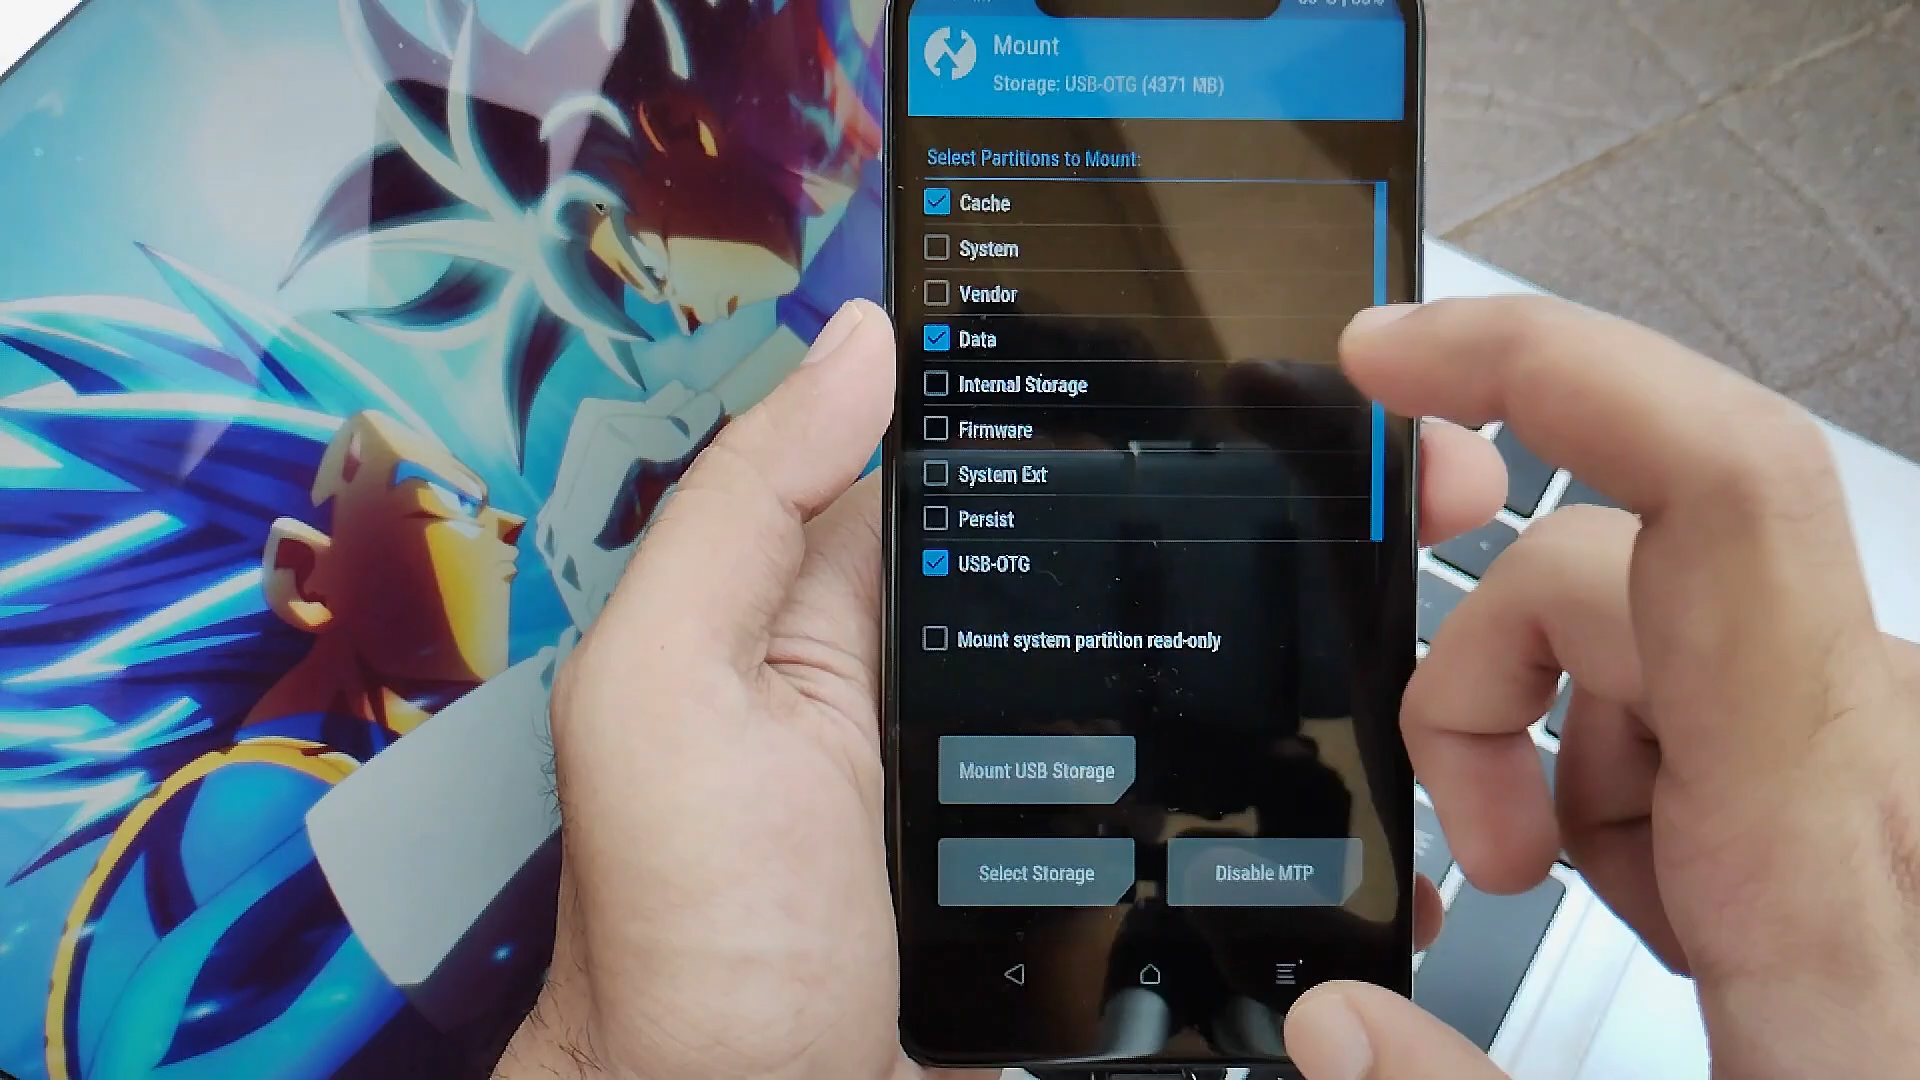 Mount
Storage: USB-OTG (4371 MB)
Select Partitions to Mount:
Cache
System
Vendor
Data
Internal Storage
Firmware
System Ext
Persist
USB-OTG
Mount system partition read-only
Mount USB Storage
Select Storage
Disable MTP